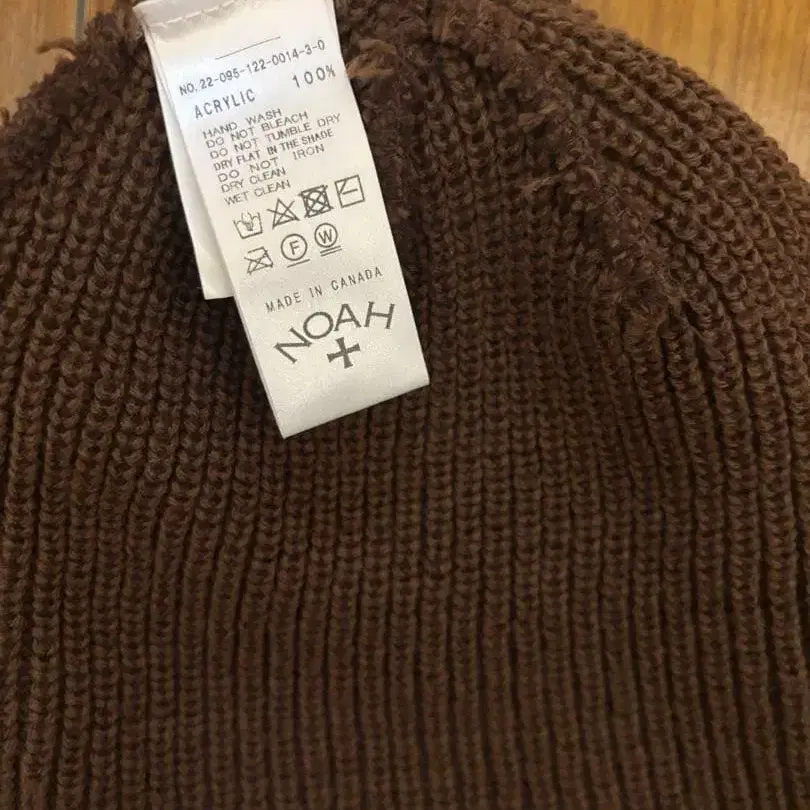 NO.22-095-122-0014-3-0
ACRYLIC 100%
HAND WASH
DO NOT BLEACH
DO NOT TUMBLE DRY
DRY FLAT IN THE SHADE
DO NOT IRON
DRY CLEAN
WET CLEAN
F W
MADE IN CANADA
NOAH